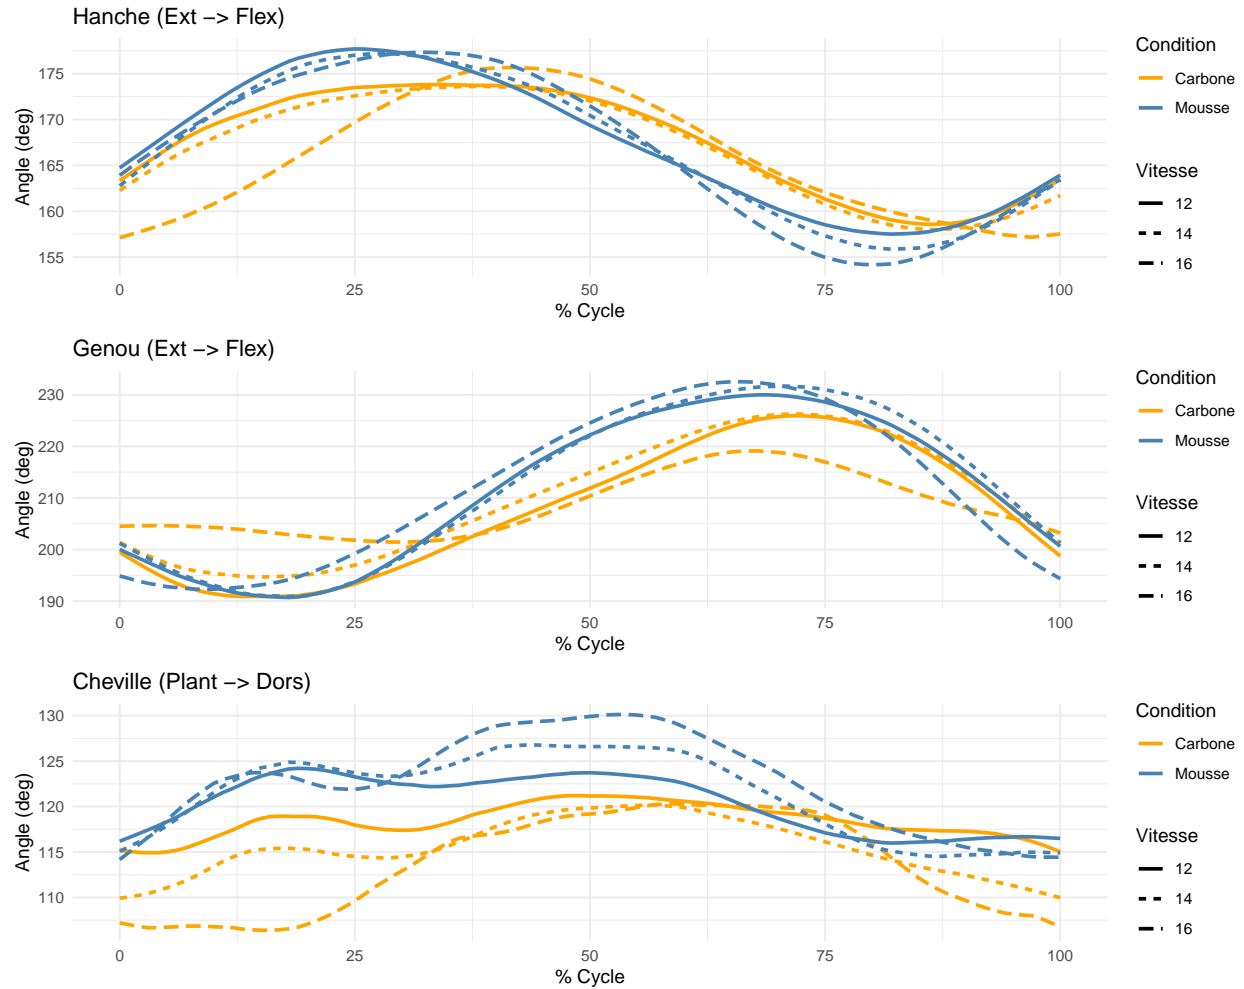 Hanche (Ext −> Flex)
Angle (deg)
175
170
165
160
155
0 25 50 75 100
% Cycle
Condition
Carbone
Mousse
Vitesse
12
14
16
Genou (Ext −> Flex)
Angle (deg)
230
220
210
200
190
0 25 50 75 100
% Cycle
Condition
Carbone
Mousse
Vitesse
12
14
16
Cheville (Plant −> Dors)
Angle (deg)
130
125
120
115
110
0 25 50 75 100
% Cycle
Condition
Carbone
Mousse
Vitesse
12
14
16